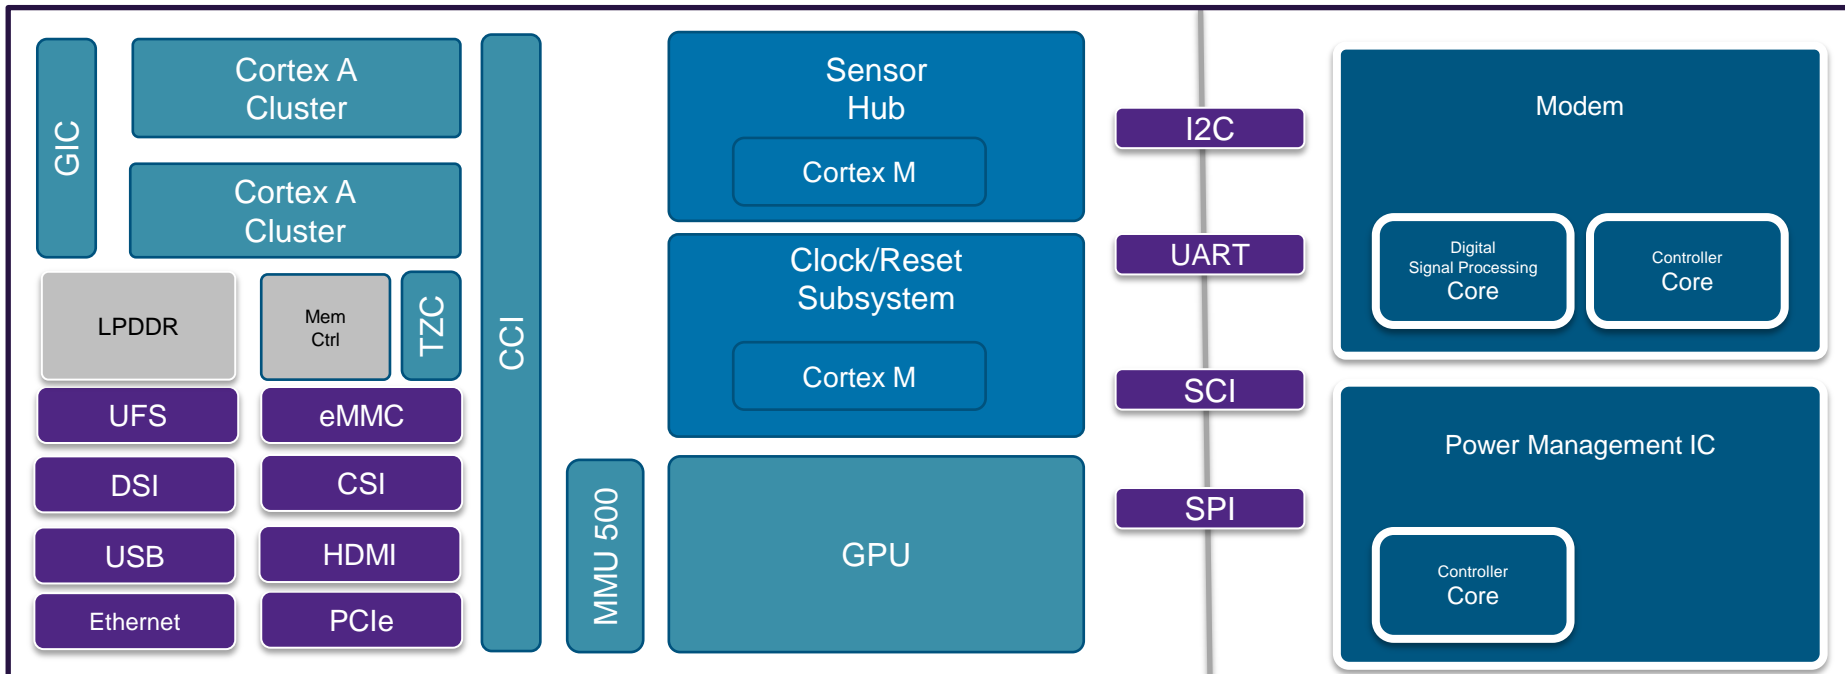 GIC
Cortex A
Cluster
Cortex A
Cluster
LPDDR
Mem
Ctrl
TZC
UFS
eMMC
DSI
CSI
USB
HDMI
Ethernet
PCIe
CCI
MMU 500
Sensor
Hub
Cortex M
Clock/Reset
Subsystem
Cortex M
GPU
I2C
UART
SCI
SPI
Modem
Digital
Signal Processing
Core
Controller
Core
Power Management IC
Controller
Core